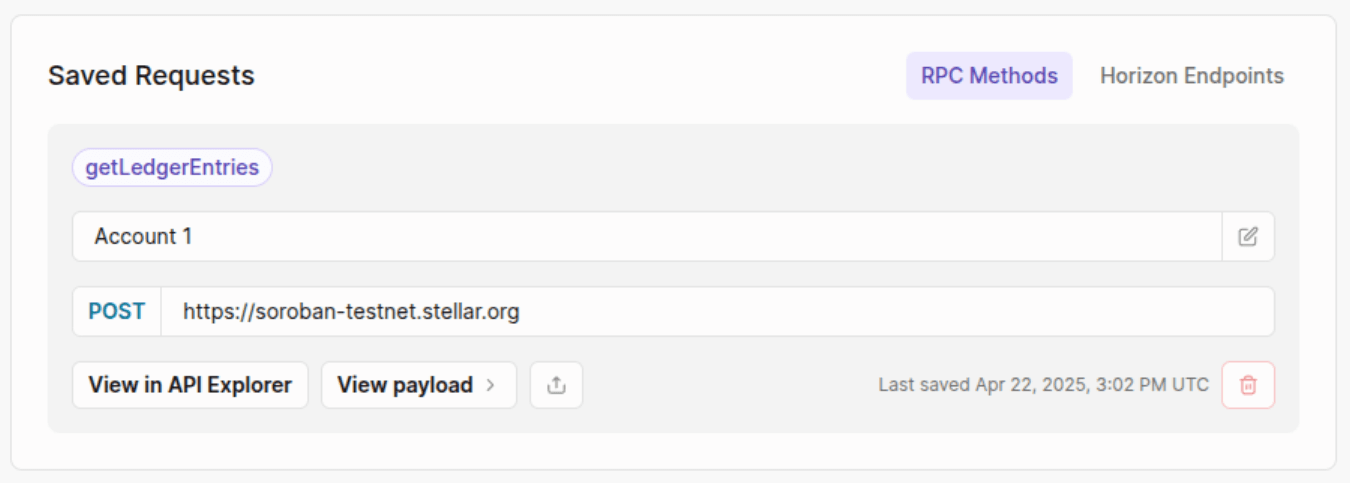 Saved Requests
RPC Methods
Horizon Endpoints
getLedgerEntries
Account 1
POST
https://soroban-testnet.stellar.org
View in API Explorer
View payload
Last saved Apr 22, 2025, 3:02 PM UTC